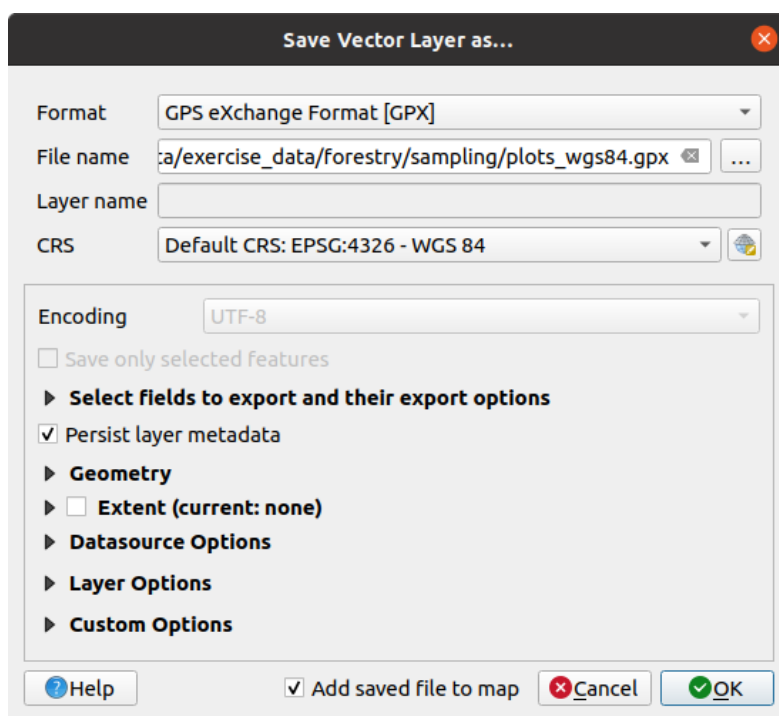 Save Vector Layer as...
Format GPS eXchange Format [GPX]
File name :a/exercise_data/forestry/sampling/plots_wgs84.gpx ...
Layer name
CRS Default CRS: EPSG:4326 - WGS 84
Encoding UTF-8
Save only selected features
Select fields to export and their export options
Persist layer metadata
Geometry
Extent (current: none)
Datasource Options
Layer Options
Custom Options
Help Add saved file to map Cancel OK